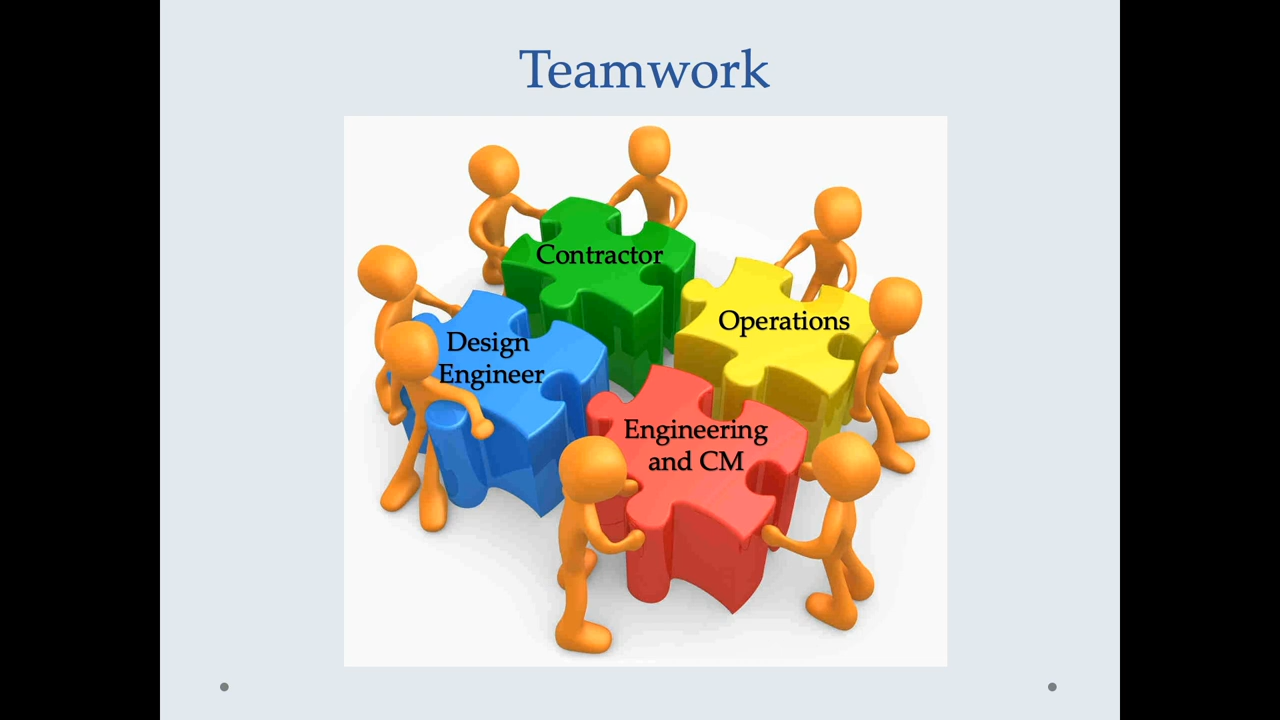 Teamwork
Contractor
Operations
Design
Engineer
Engineering
and CM